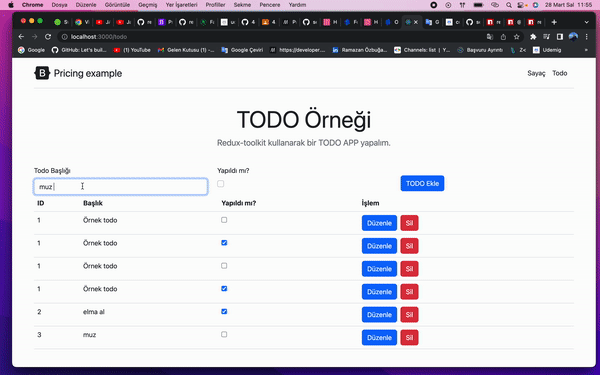 Chrome Dosya Düzenle Görüntüle Geçmiş Yer İşaretleri Profiller Sekme Pencere Yardım 28 Mart Sal 11:55
localhost:3000/todo
Google GitHub: Let's buil... (1) YouTube Gelen Kutusu (1)... Google Çeviri https://developer.... Ramazan Özbuğa... Channels: list | Y... Başvuru Ayrıntı Udemig
B Pricing example Sayaç Todo
TODO Örneği
Redux-toolkit kullanarak bir TODO APP yapalım.
Todo Başlığı Yapıldı mı?
muz TODO Ekle
ID Başlık Yapıldı mı? İşlem
1 Örnek todo Düzenle Sil
1 Örnek todo Düzenle Sil
1 Örnek todo Düzenle Sil
1 Örnek todo Düzenle Sil
2 elma al Düzenle Sil
3 muz Düzenle Sil